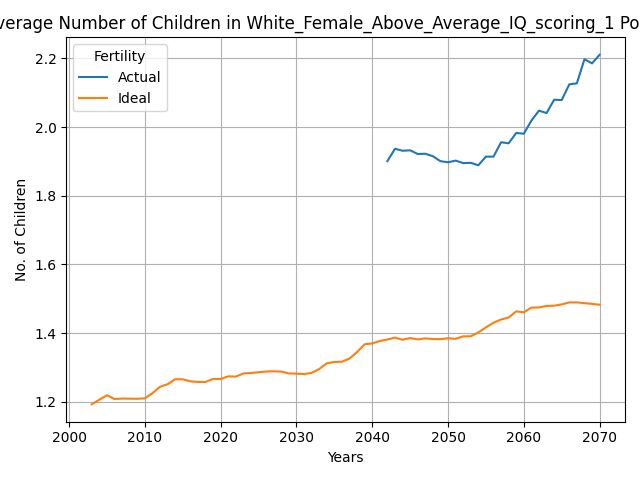 verage Number of Children in White_Female_Above_Average_IQ_scoring_1 Po
Fertility
Actual
Ideal
No. of Children
2.2
2.0
1.8
1.6
1.4
1.2
2000 2010 2020 2030 2040 2050 2060 2070
Years